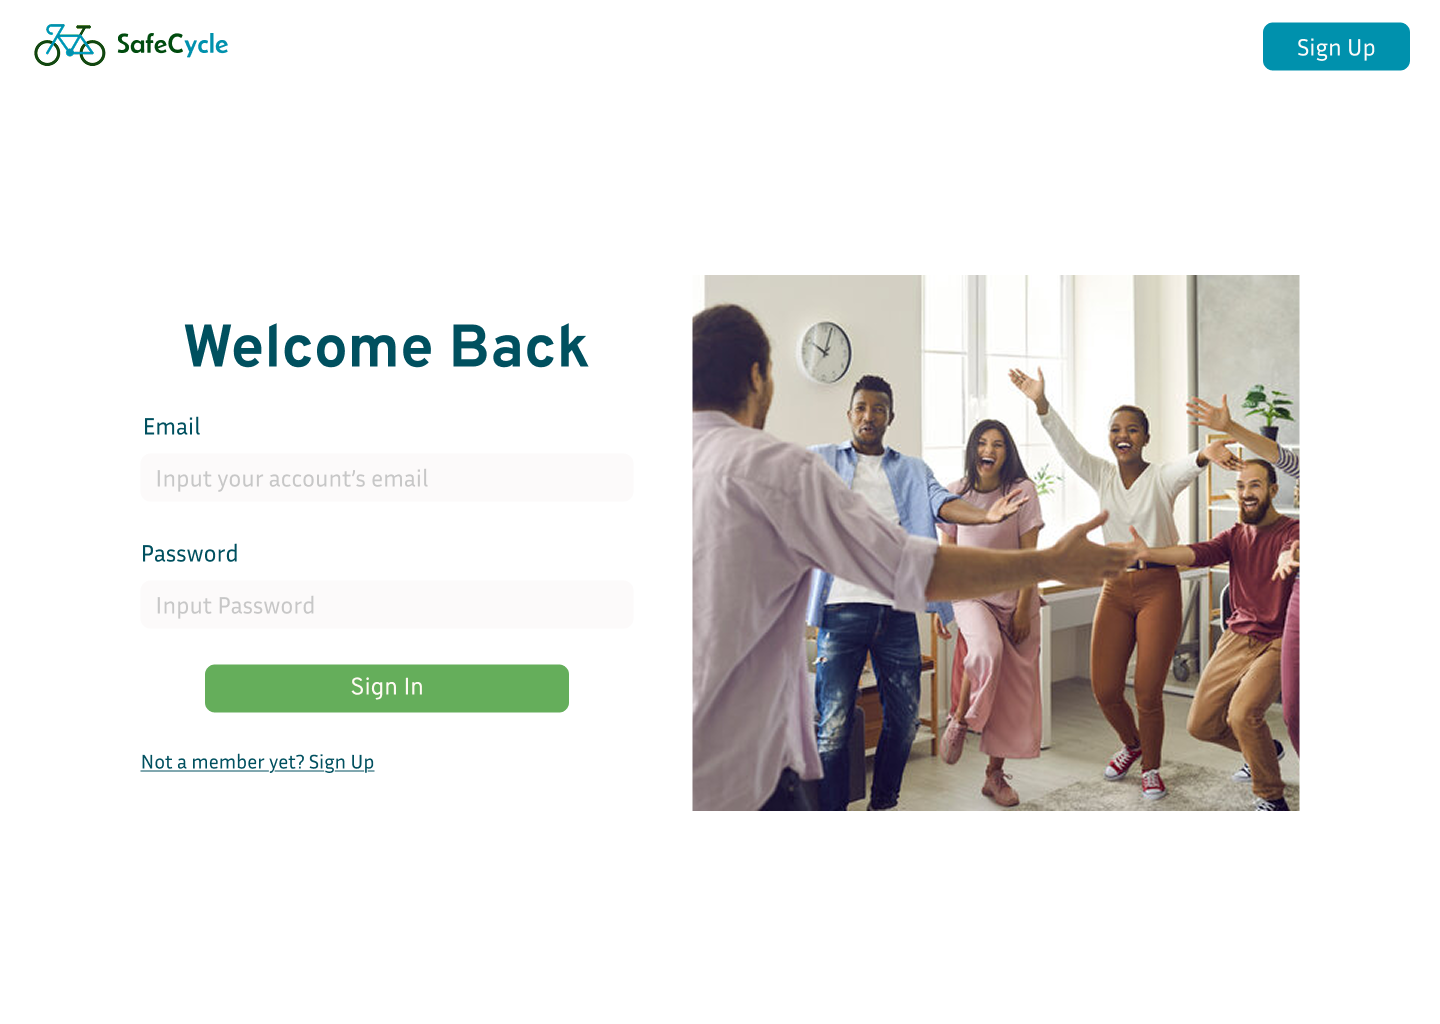 SafeCycle
Sign Up
Welcome Back
Email
Input your account’s email
Password
Input Password
Sign In
Not a member yet? Sign Up